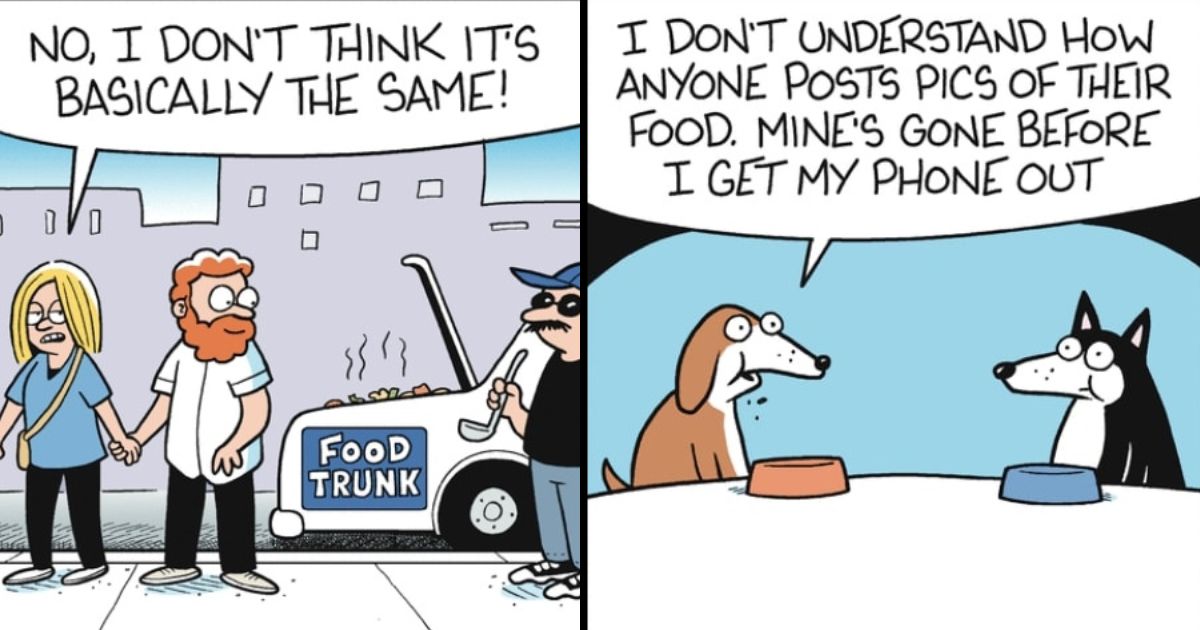 NO, I DON'T THINK IT'S
BASICALLY THE SAME!
FOOD
TRUNK
I DON'T UNDERSTAND HOW
ANYONE POSTS PICS OF THEIR
FOOD. MINE'S GONE BEFORE
I GET MY PHONE OUT